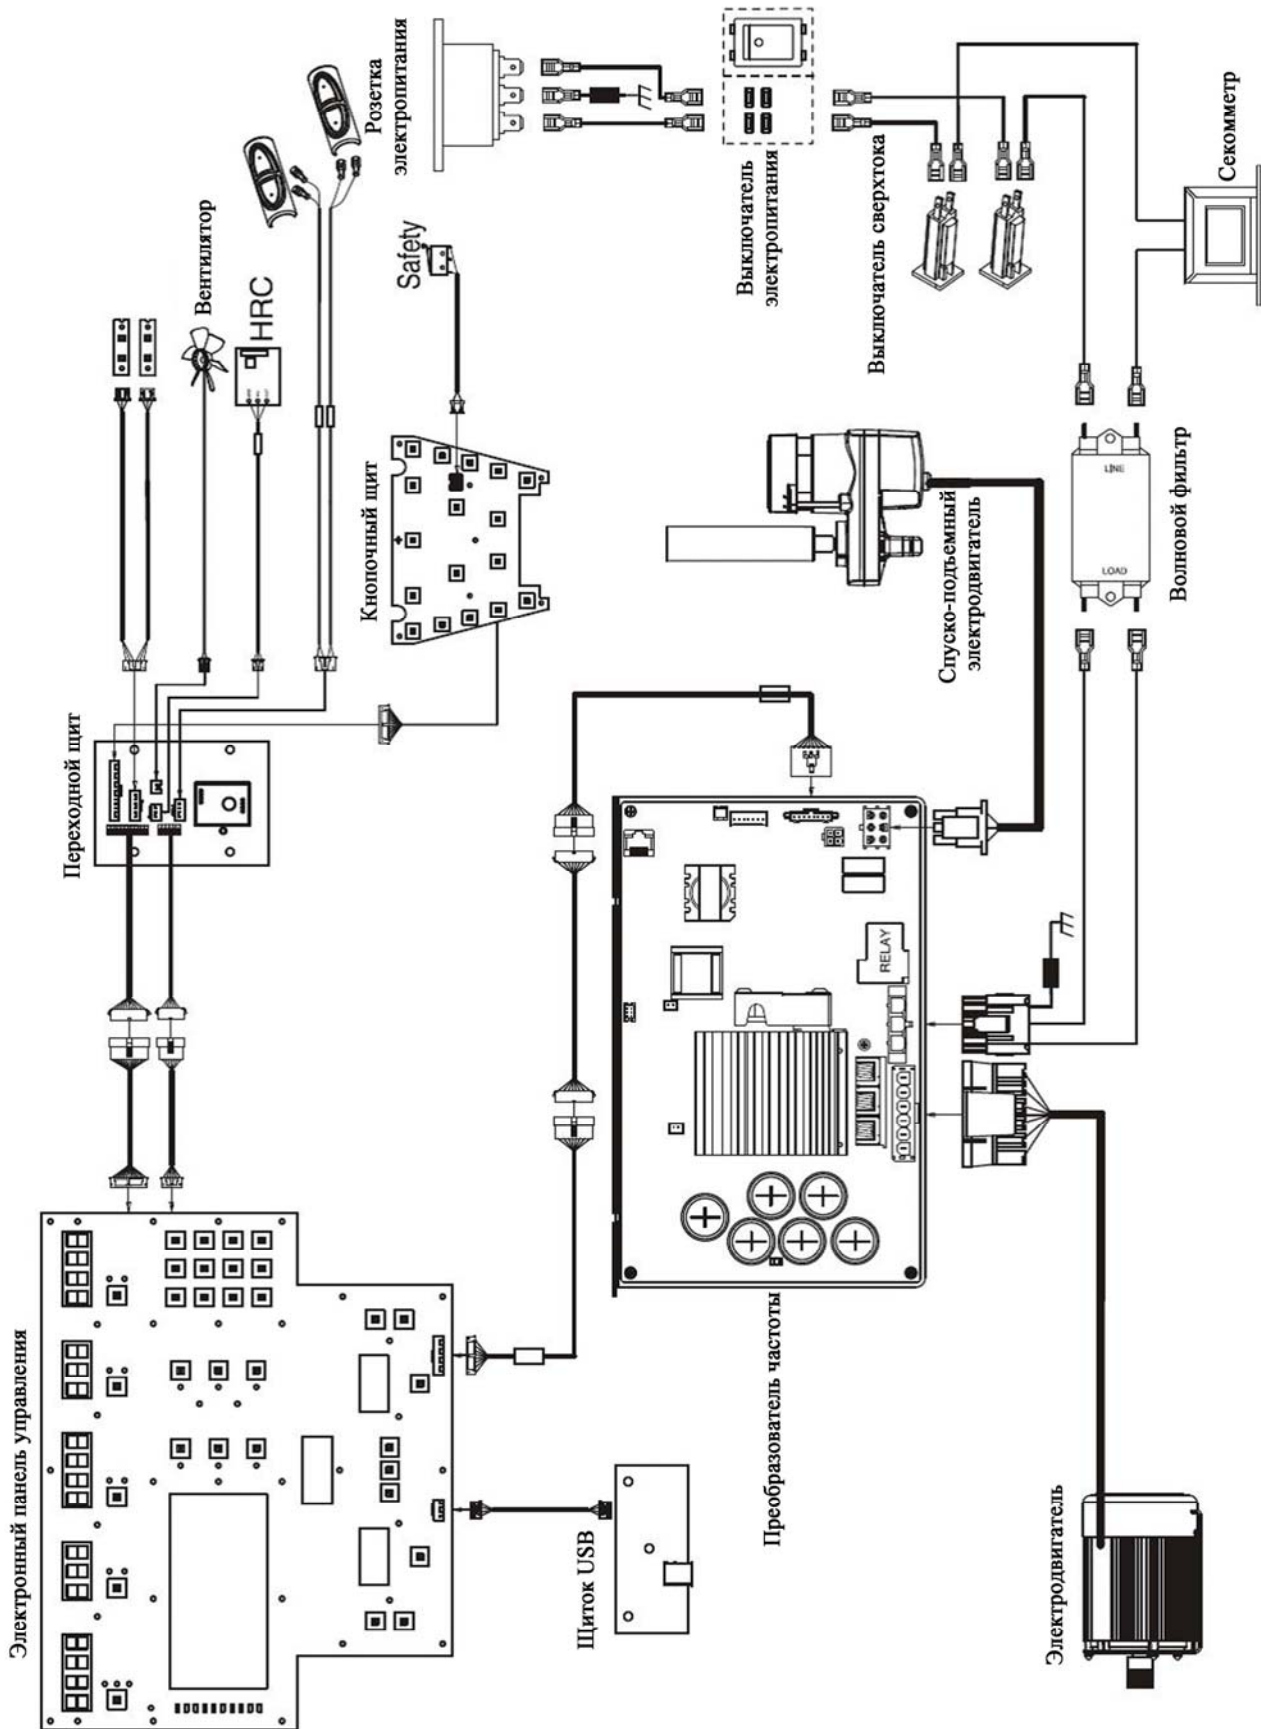 Электронный панель управления
Переходной щит
Вентилятор
HRC
Кнопочный щит
Розетка
электропитания
Safety
Щиток USB
Выключатель
электропитания
Преобразователь частоты
RELAY
Выключатель сверхтока
Спуско-подъемный
электродвигатель
Электродвигатель
LOAD
LINE
Волновой фильтр
Секомметр